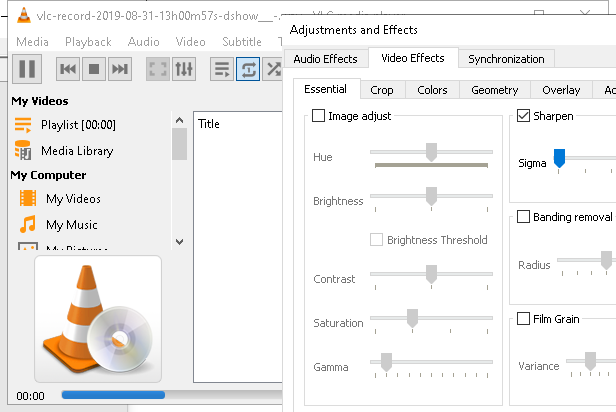 vlc-record-2019-08-31-13h00m57s-dshow___-.
Media Playback Audio Video Subtitle
My Videos
Playlist [00:00]
Media Library
My Computer
My Videos
My Music
My Pictures
Title
00:00
Adjustments and Effects
Audio Effects Video Effects Synchronization
Essential Crop Colors Geometry Overlay
Image adjust
Hue
Brightness
Brightness Threshold
Contrast
Saturation
Gamma
Sharpen
Sigma
Banding removal
Radius
Film Grain
Variance